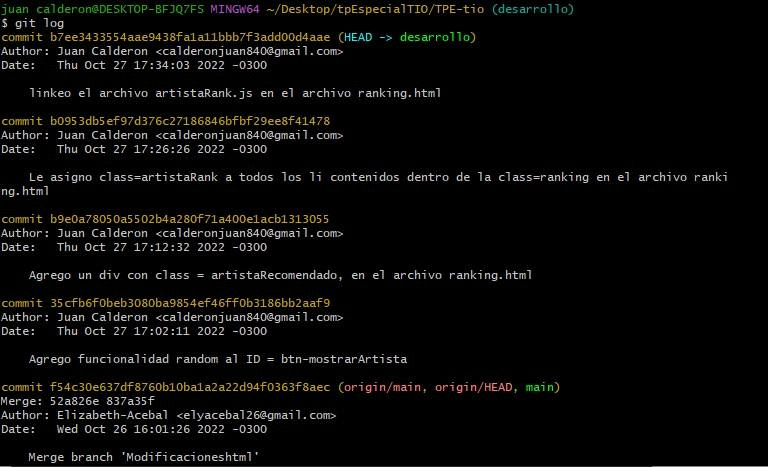 juan calderon@DESKTOP-BFJQ7FS MINGW64 ~/Desktop/tpEspecialTIO/TPE-tio (desarrollo)
$ git log
commit b7ee3433554aae9438fa1a11bbb7f3add00d4aae (HEAD -> desarrollo)
Author: Juan Calderon <calderonjuan840@gmail.com>
Date:   Thu Oct 27 17:34:03 2022 -0300

    linkeo el archivo artistaRank.js en el archivo ranking.html

commit b0953db5ef97d376c27186846bfbf29ee8f41478
Author: Juan Calderon <calderonjuan840@gmail.com>
Date:   Thu Oct 27 17:26:26 2022 -0300

    Le asigno class=artistaRank a todos los li contenidos dentro de la class=ranking en el archivo ranki
ng.html

commit b9e0a78050a5502b4a280f71a400e1acb1313055
Author: Juan Calderon <calderonjuan840@gmail.com>
Date:   Thu Oct 27 17:12:32 2022 -0300

    Agrego un div con class = artistaRecomendado, en el archivo ranking.html

commit 35cfb6f0beb3080ba9854ef46ff0b3186bb2aaf9
Author: Juan Calderon <calderonjuan840@gmail.com>
Date:   Thu Oct 27 17:02:11 2022 -0300

    Agrego funcionalidad random al ID = btn-mostrarArtista

commit f54c30e637df8760b10ba1a2a22d94f0363f8aec (origin/main, origin/HEAD, main)
Merge: 52a826e 837a35f
Author: Elizabeth-Acebal <elyacebal26@gmail.com>
Date:   Wed Oct 26 16:01:26 2022 -0300

    Merge branch 'Modificacioneshtml'